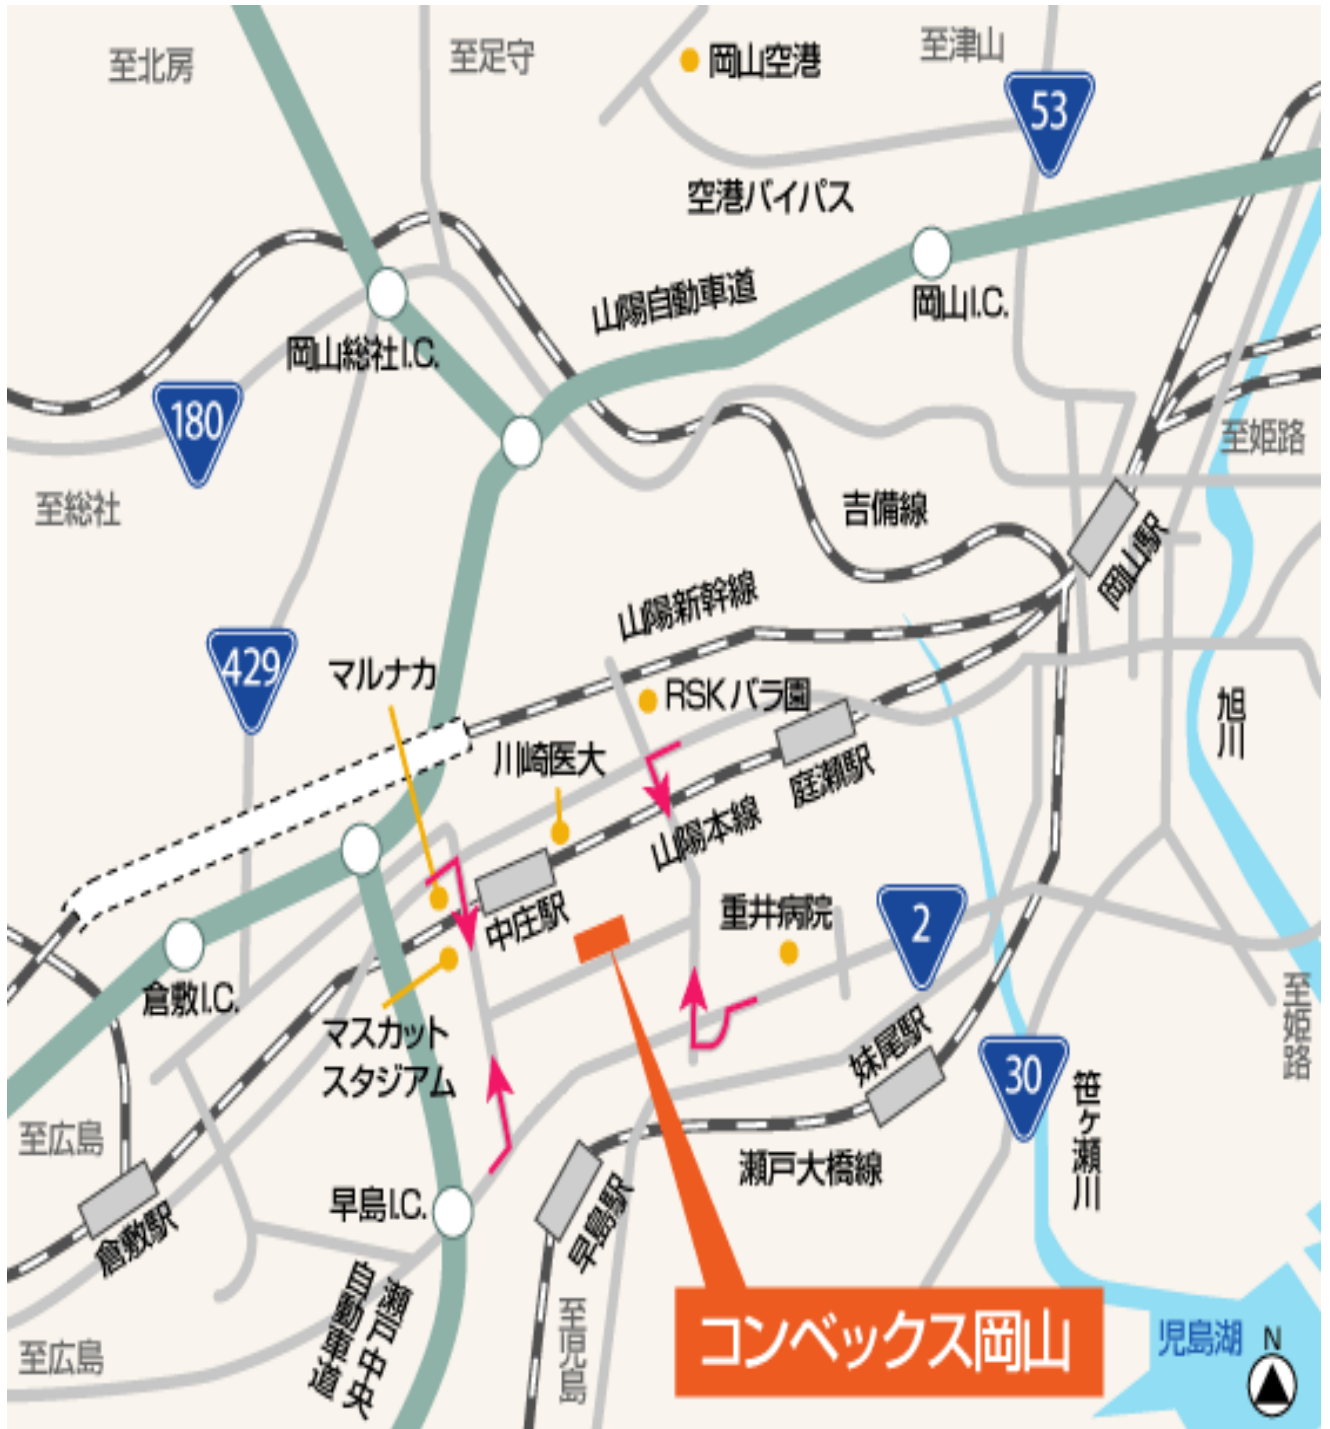 至北房
至足守
岡山空港
至津山
53
空港バイパス
山陽自動車道
岡山I.C.
岡山総社I.C.
180
至姫路
至総社
吉備線
岡山駅
山陽新幹線
429
マルナカ
RSKバラ園
旭川
川崎医大
庭瀬駅
山陽本線
中庄駅
重井病院
2
倉敷I.C.
マスカット
スタジアム
至姫路
妹尾駅
30
笹ヶ瀬川
至広島
瀬戸大橋線
早島I.C.
早島駅
倉敷駅
瀬戸中央
自動車道
至児島
コンベックス岡山
児島湖
N
至広島